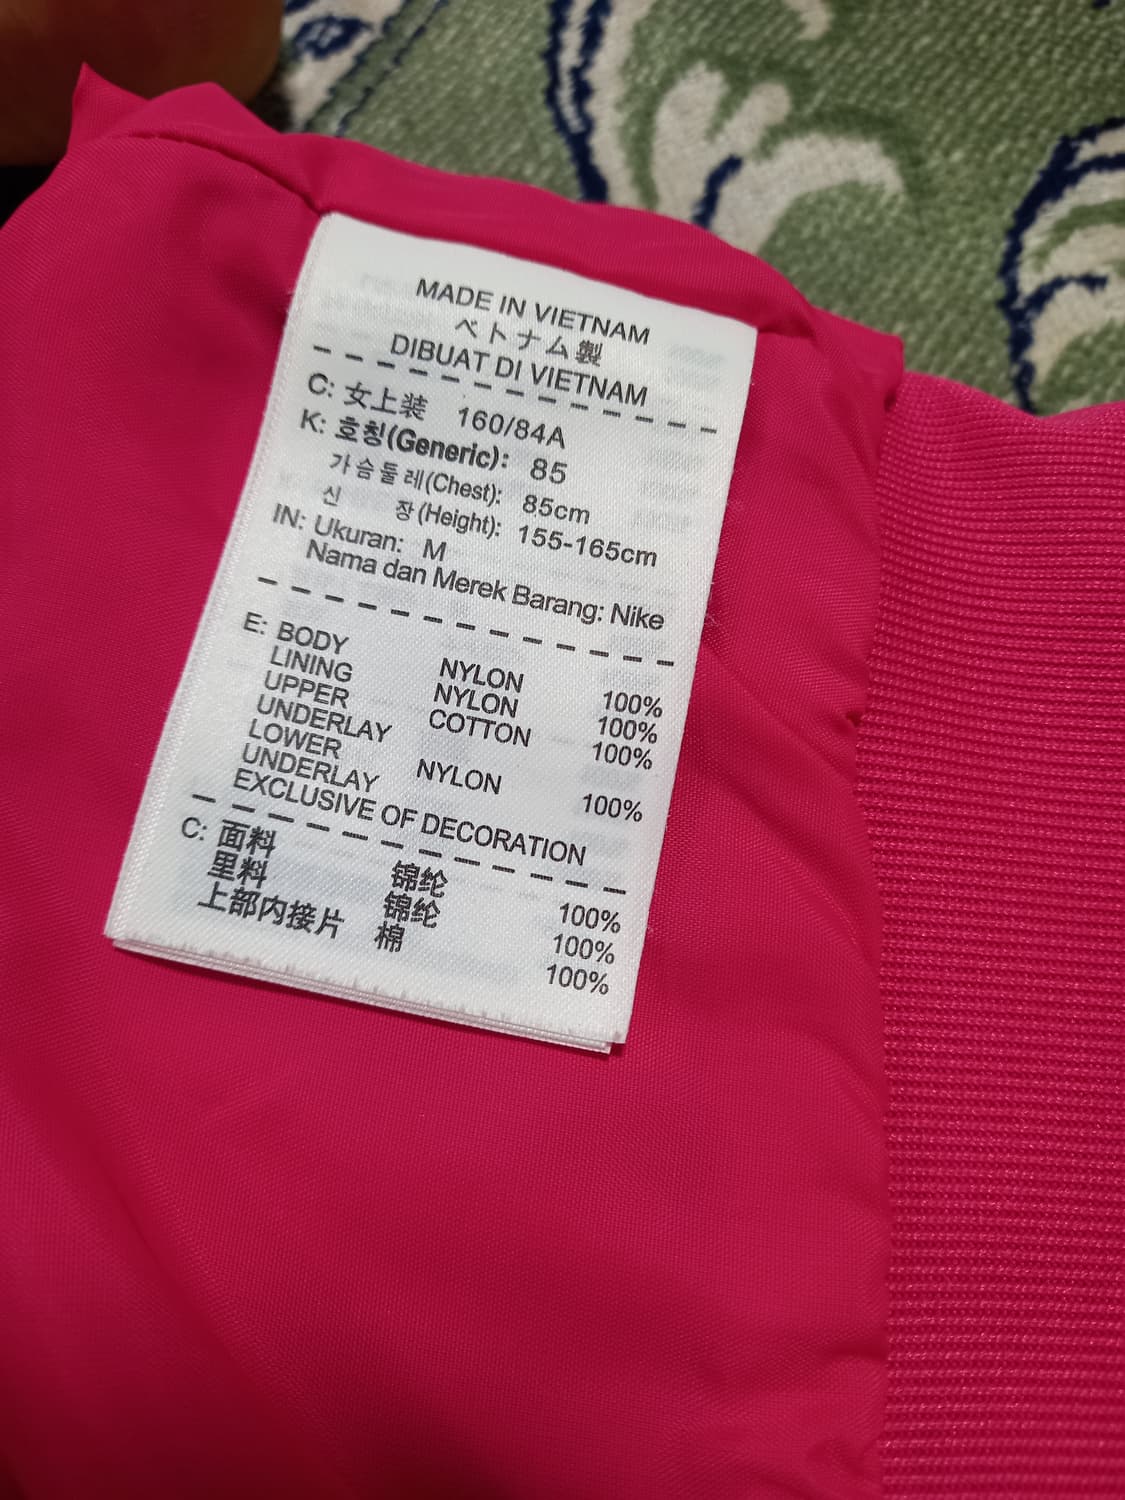 MADE IN VIETNAM
ベトナム製
DIBUAT DI VIETNAM
C: 女上装 160/84A
K: 호칭(Generic): 85
가슴둘레(Chest): 85cm
신 장(Height): 155-165cm
IN: Ukuran: M
Nama dan Merek Barang: Nike
E: BODY NYLON 100%
LINING NYLON 100%
UPPER COTTON 100%
UNDERLAY
LOWER NYLON 100%
UNDERLAY
EXCLUSIVE OF DECORATION
C: 面料 锦纶 100%
里料 锦纶 100%
上部内接片 棉 100%